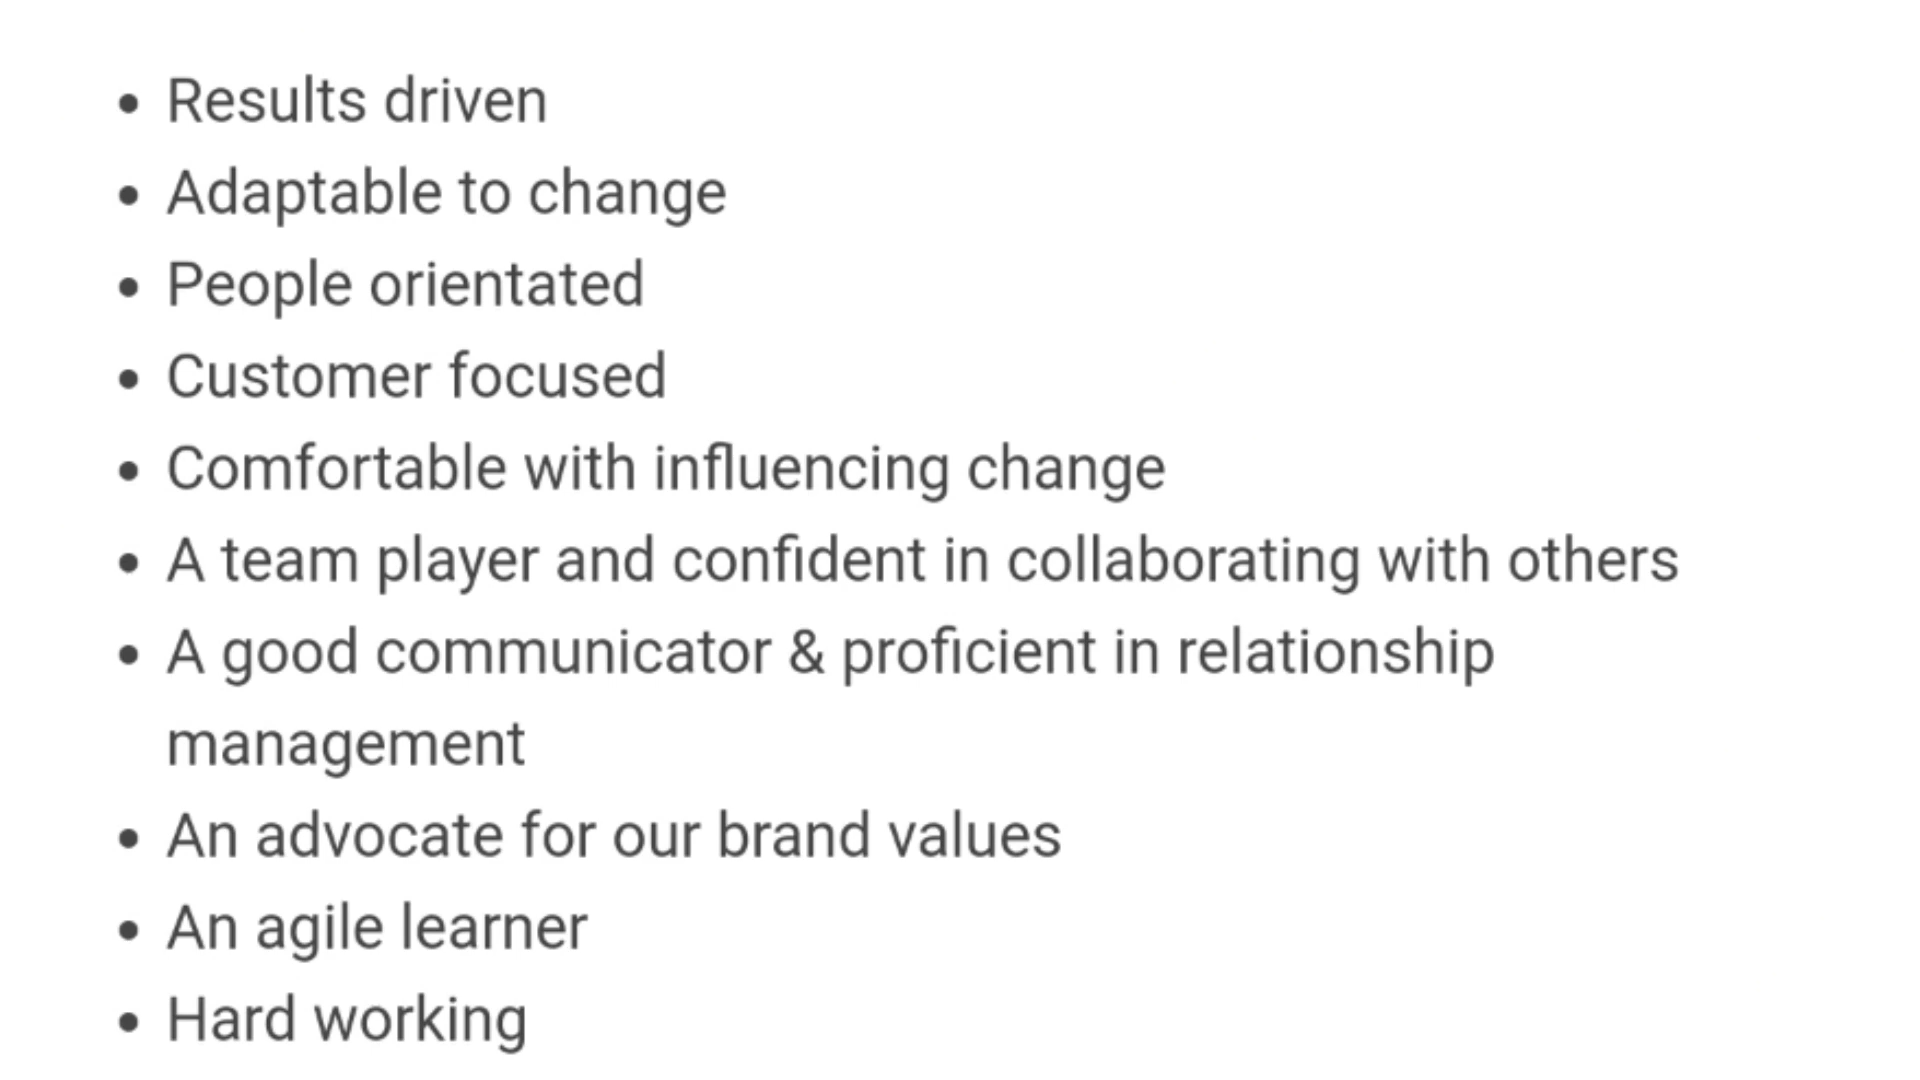 • Results driven
• Adaptable to change
• People orientated
• Customer focused
• Comfortable with influencing change
• A team player and confident in collaborating with others
• A good communicator & proficient in relationship
management
• An advocate for our brand values
• An agile learner
• Hard working